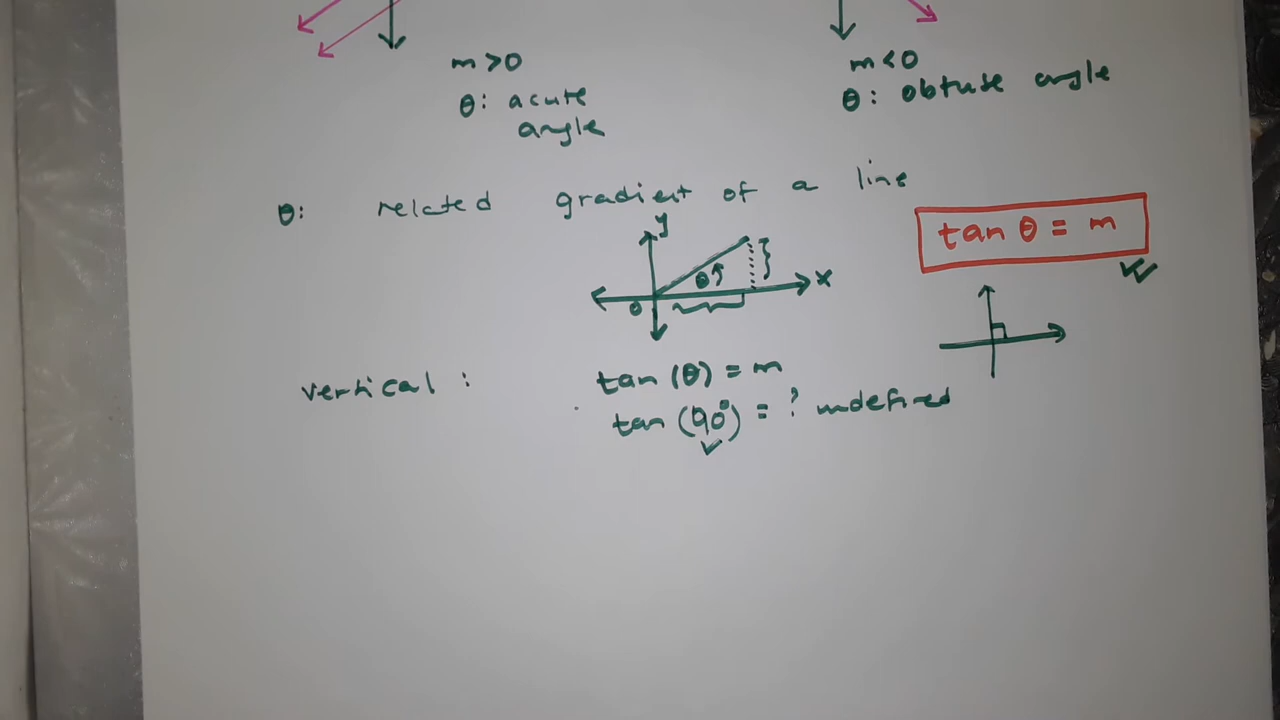 m>0
θ: acute
angle
m<0
θ: obtuse angle
θ: related gradient of a line
tan θ = m
y
θ
x
0
vertical :
tan (θ) = m
tan (90°) = ? undefined